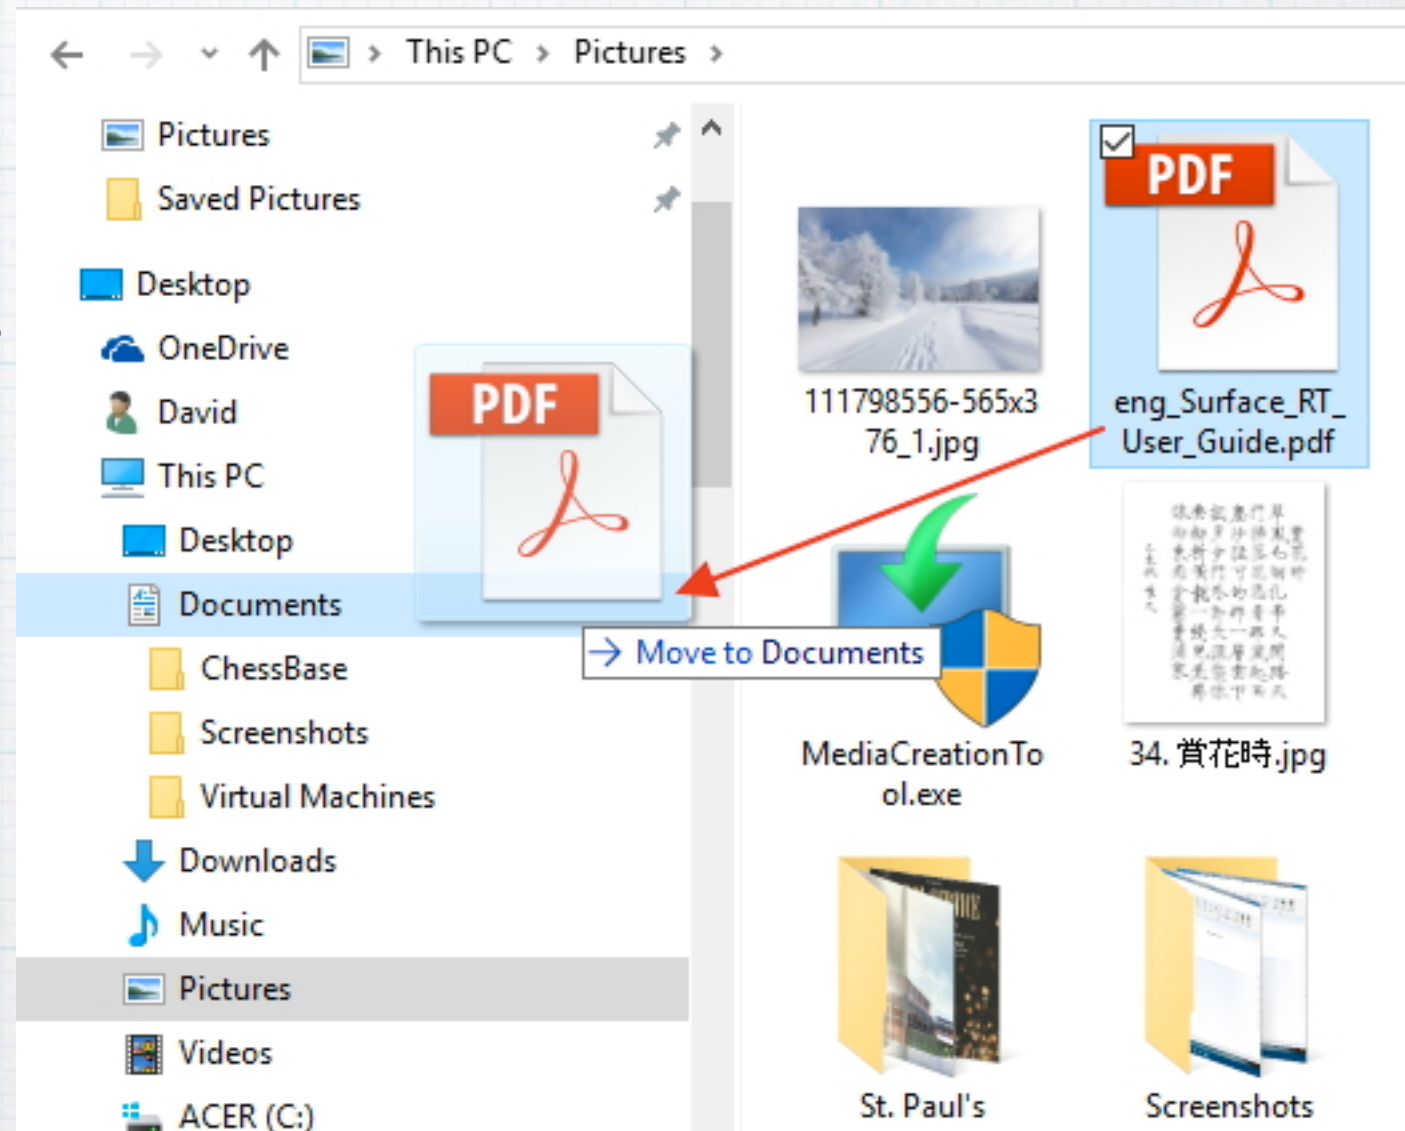 This PC
Pictures
Pictures
Saved Pictures
Desktop
OneDrive
David
This PC
Desktop
Documents
ChessBase
Screenshots
Virtual Machines
Downloads
Music
Pictures
Videos
ACER (C:)
PDF
Move to Documents
111798556-565x3
76_1.jpg
PDF
eng_Surface_RT_
User_Guide.pdf
MediaCreationTo
ol.exe
34. 賞花時.jpg
St. Paul's
Screenshots